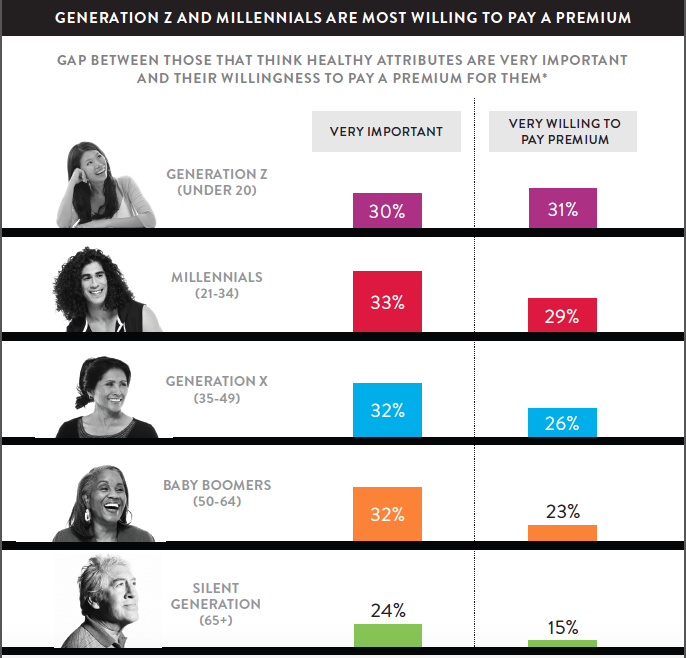 GENERATION Z AND MILLENNIALS ARE MOST WILLING TO PAY A PREMIUM
GAP BETWEEN THOSE THAT THINK HEALTHY ATTRIBUTES ARE VERY IMPORTANT
AND THEIR WILLINGNESS TO PAY A PREMIUM FOR THEM*
VERY IMPORTANT
VERY WILLING TO
PAY PREMIUM
GENERATION Z
(UNDER 20)
30%
31%
MILLENNIALS
(21-34)
33%
29%
GENERATION X
(35-49)
32%
26%
BABY BOOMERS
(50-64)
32%
23%
SILENT
GENERATION
(65+)
24%
15%